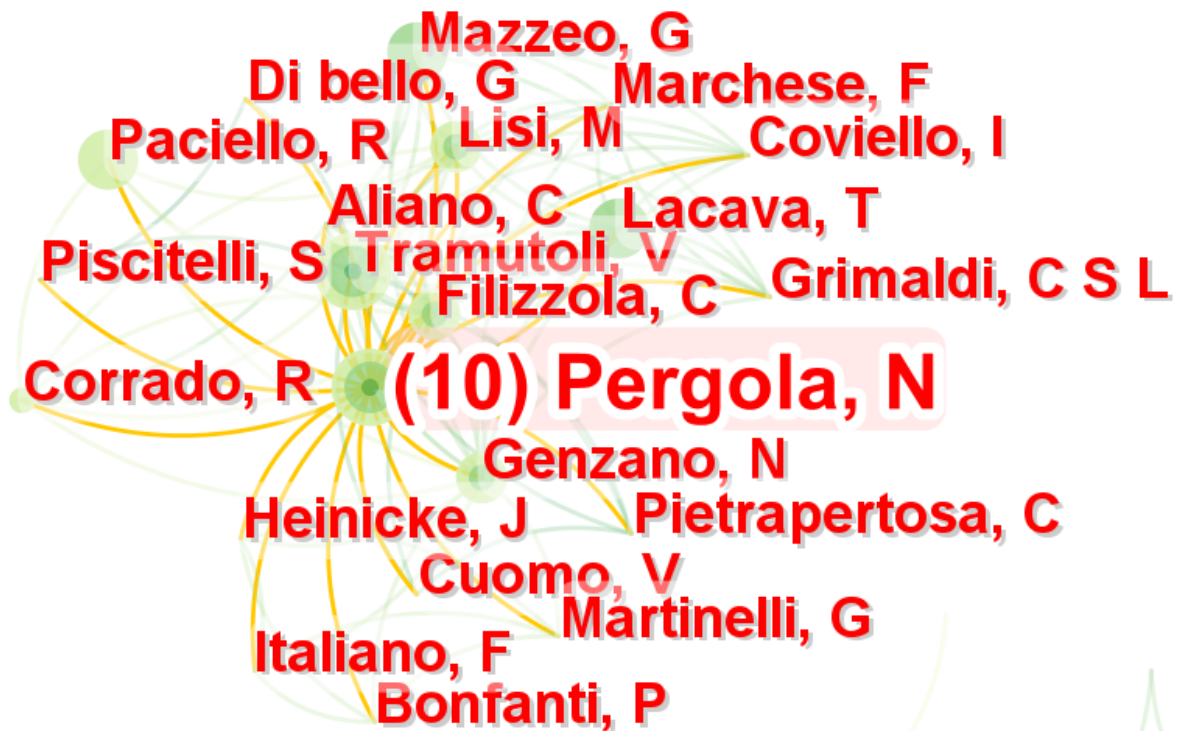 Mazzeo, G
Di bello, G
Marchese, F
Paciello, R
Lisi, M
Coviello, I
Aliano, C
Lacava, T
Piscitelli, S
Tramutoli, V
Filizzola, C
Grimaldi, C S L
Corrado, R
(10) Pergola, N
Genzano, N
Heinicke, J
Pietrapertosa, C
Cuomo, V
Martinelli, G
Italiano, F
Bonfanti, P